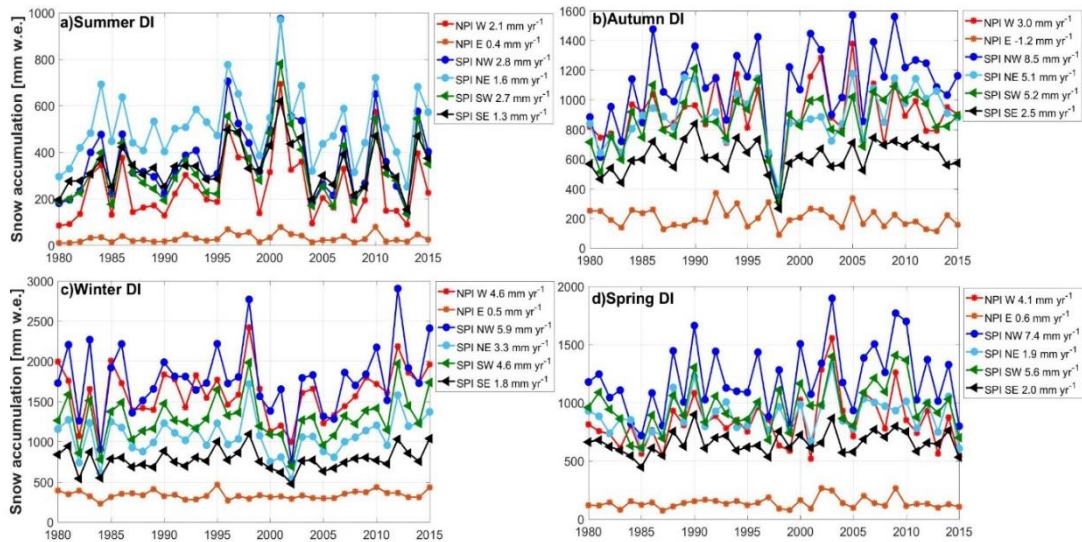 a)Summer DI
1000
800
600
400
200
0
Snow accumulation [mm w.e.]
1980 1985 1990 1995 2000 2005 2010 2015
NPI W 2.1 mm yr⁻¹
NPI E 0.4 mm yr⁻¹
SPI NW 2.8 mm yr⁻¹
SPI NE 1.6 mm yr⁻¹
SPI SW 2.7 mm yr⁻¹
SPI SE 1.3 mm yr⁻¹
b)Autumn DI
1600
1400
1200
1000
800
600
400
200
0
1980 1985 1990 1995 2000 2005 2010 2015
NPI W 3.0 mm yr⁻¹
NPI E -1.2 mm yr⁻¹
SPI NW 8.5 mm yr⁻¹
SPI NE 5.1 mm yr⁻¹
SPI SW 5.2 mm yr⁻¹
SPI SE 2.5 mm yr⁻¹
c)Winter DI
3000
2500
2000
1500
1000
500
0
Snow accumulation [mm w.e.]
1980 1985 1990 1995 2000 2005 2010 2015
NPI W 4.6 mm yr⁻¹
NPI E 0.5 mm yr⁻¹
SPI NW 5.9 mm yr⁻¹
SPI NE 3.3 mm yr⁻¹
SPI SW 4.6 mm yr⁻¹
SPI SE 1.8 mm yr⁻¹
d)Spring DI
2000
1500
1000
500
0
1980 1985 1990 1995 2000 2005 2010 2015
NPI W 4.1 mm yr⁻¹
NPI E 0.6 mm yr⁻¹
SPI NW 7.4 mm yr⁻¹
SPI NE 1.9 mm yr⁻¹
SPI SW 5.6 mm yr⁻¹
SPI SE 2.0 mm yr⁻¹